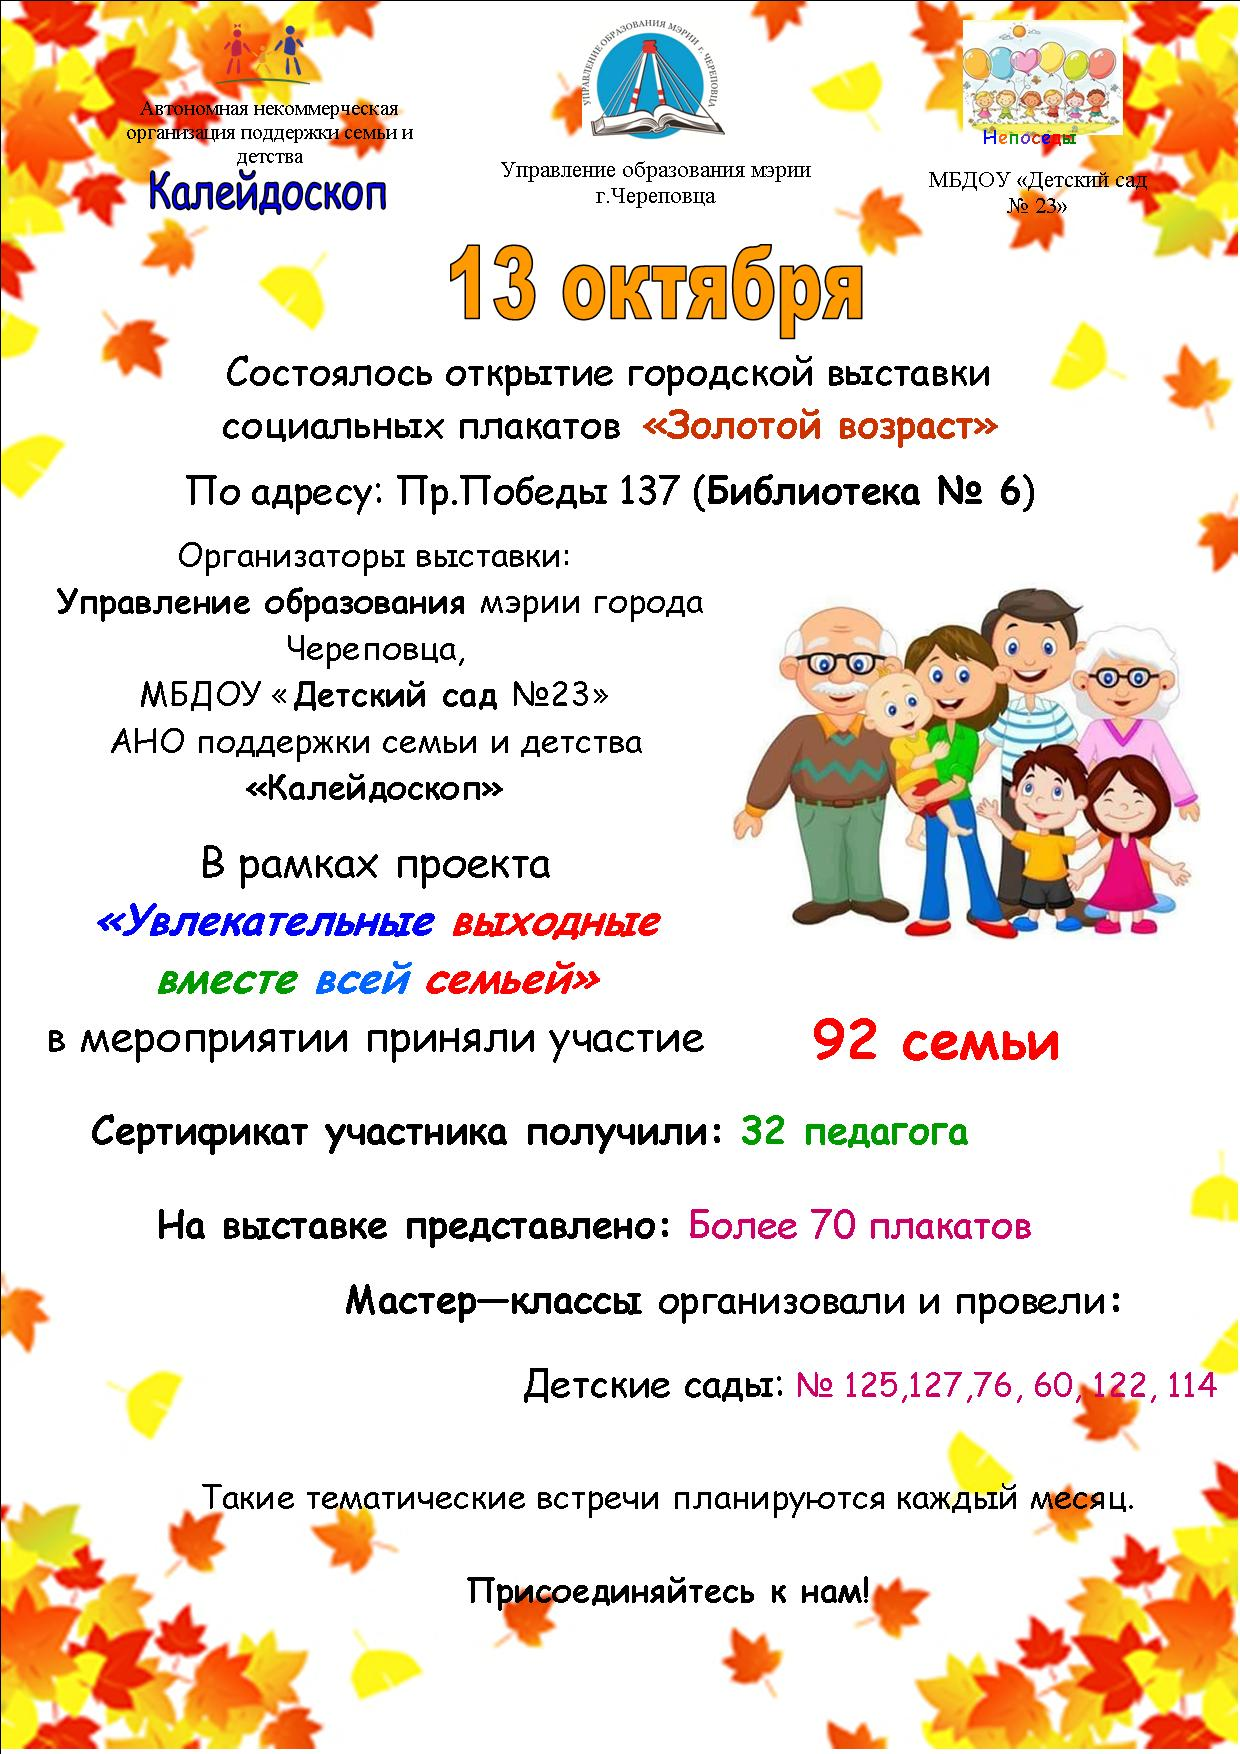 Автономная некоммерческая
организация поддержки семьи и
детства
Калейдоскоп
УПРАВЛЕНИЕ ОБРАЗОВАНИЯ МЭРИИ г. ЧЕРЕПОВЦА
Управление образования мэрии
г.Череповца
Непоседы
МБДОУ «Детский сад
№ 23»
13 октября
Состоялось открытие городской выставки
социальных плакатов «Золотой возраст»
По адресу: Пр.Победы 137 (Библиотека № 6)
Организаторы выставки:
Управление образования мэрии города
Череповца,
МБДОУ «Детский сад №23»
АНО поддержки семьи и детства
«Калейдоскоп»
В рамках проекта
«Увлекательные выходные
вместе всей семьей»
в мероприятии приняли участие 92 семьи
Сертификат участника получили: 32 педагога
На выставке представлено: Более 70 плакатов
Мастер—классы организовали и провели:
Детские сады: № 125,127,76, 60, 122, 114
Такие тематические встречи планируются каждый месяц.
Присоединяйтесь к нам!